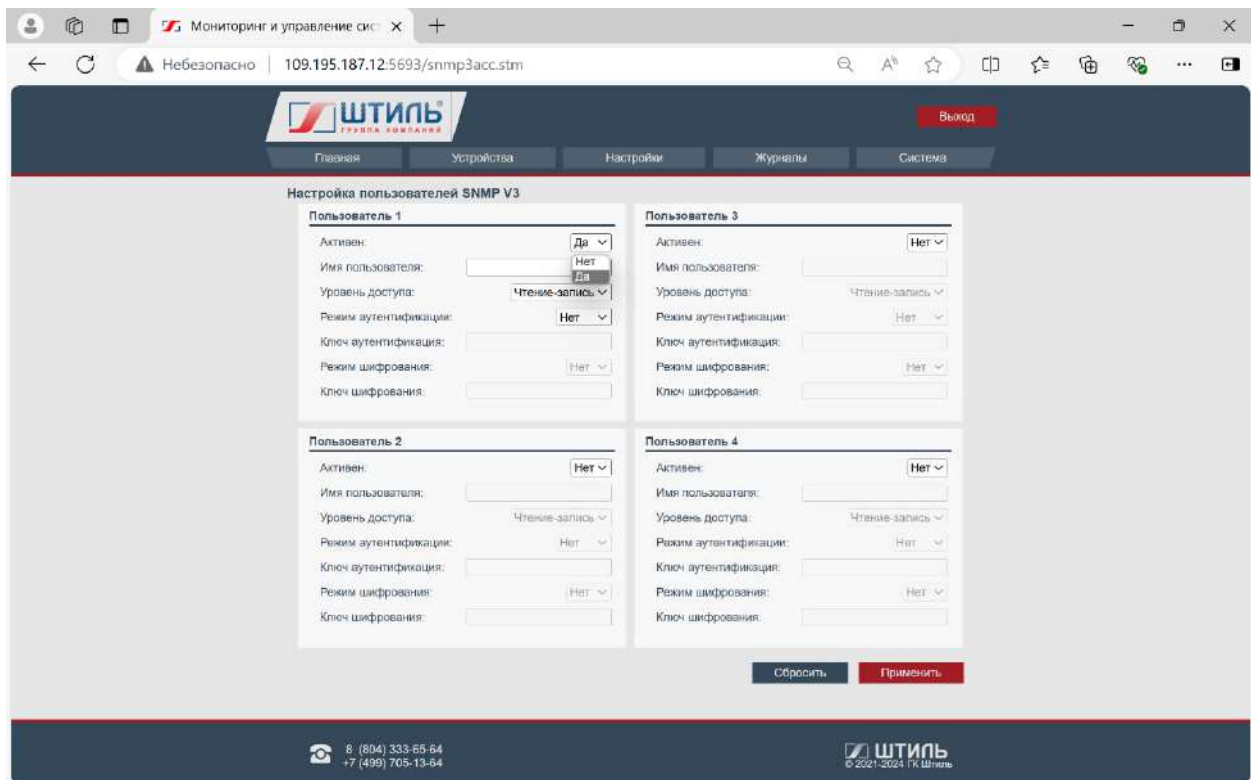 Мониторинг и управление сис
Небезопасно
109.195.187.12:5693/snmp3acc.stm
ШТИЛЬ
ГРУППА КОМПАНИЙ
Выход
Главная
Устройства
Настройки
Журналы
Система
Настройка пользователей SNMP V3
Пользователь 1
Активен: Да
Нет
Да
Имя пользователя:
Уровень доступа: Чтение-запись
Режим аутентификации: Нет
Ключ аутентификация:
Режим шифрования: Нет
Ключ шифрования:
Пользователь 3
Активен: Нет
Имя пользователя:
Уровень доступа: Чтение-запись
Режим аутентификации: Нет
Ключ аутентификация:
Режим шифрования: Нет
Ключ шифрования:
Пользователь 2
Активен: Нет
Имя пользователя:
Уровень доступа: Чтение-запись
Режим аутентификации: Нет
Ключ аутентификация:
Режим шифрования: Нет
Ключ шифрования:
Пользователь 4
Активен: Нет
Имя пользователя:
Уровень доступа: Чтение-запись
Режим аутентификации: Нет
Ключ аутентификация:
Режим шифрования: Нет
Ключ шифрования:
Сбросить
Применить
8 (804) 333-65-64
+7 (499) 705-13-64
ШТИЛЬ
© 2021-2024 ГК Штиль